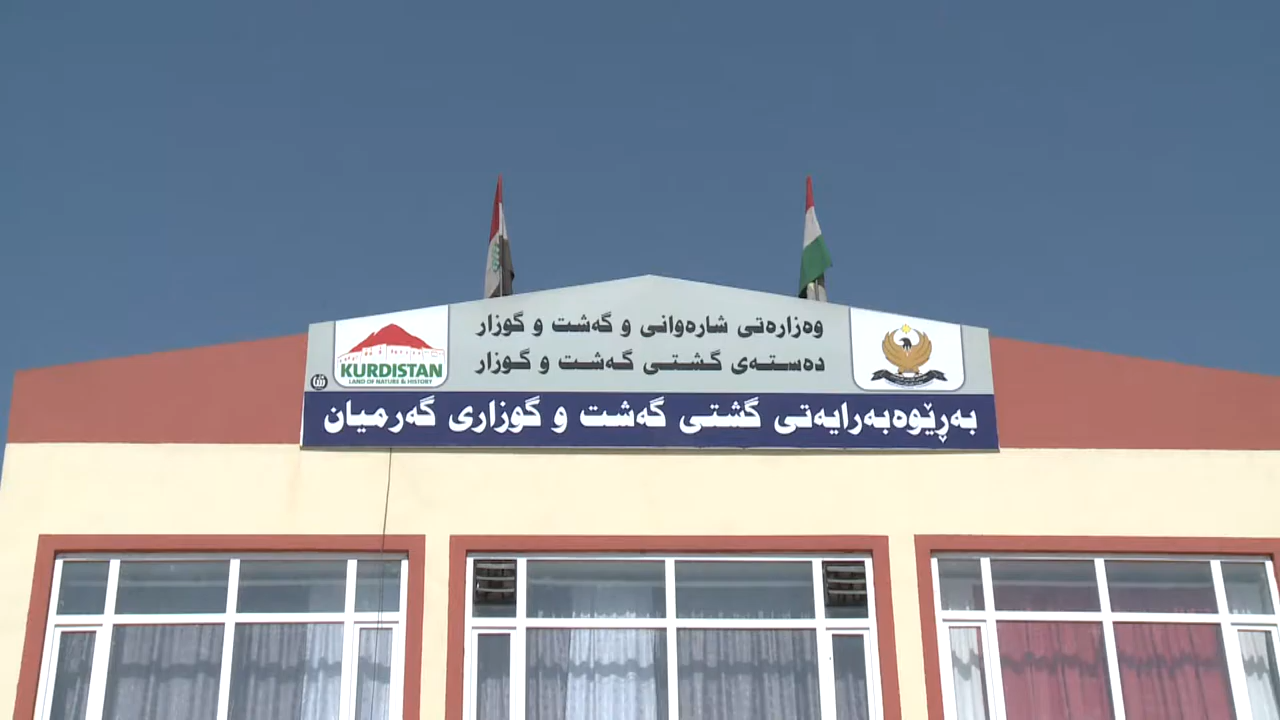 وەزارەتی شارەوانی و گەشت و گوزار
دەستەی گشتی گەشت و گوزار
بەڕێوەبەرایەتی گشتی گەشت و گوزاری گەرمیان
KURDISTAN
LAND OF NATURE & HISTORY